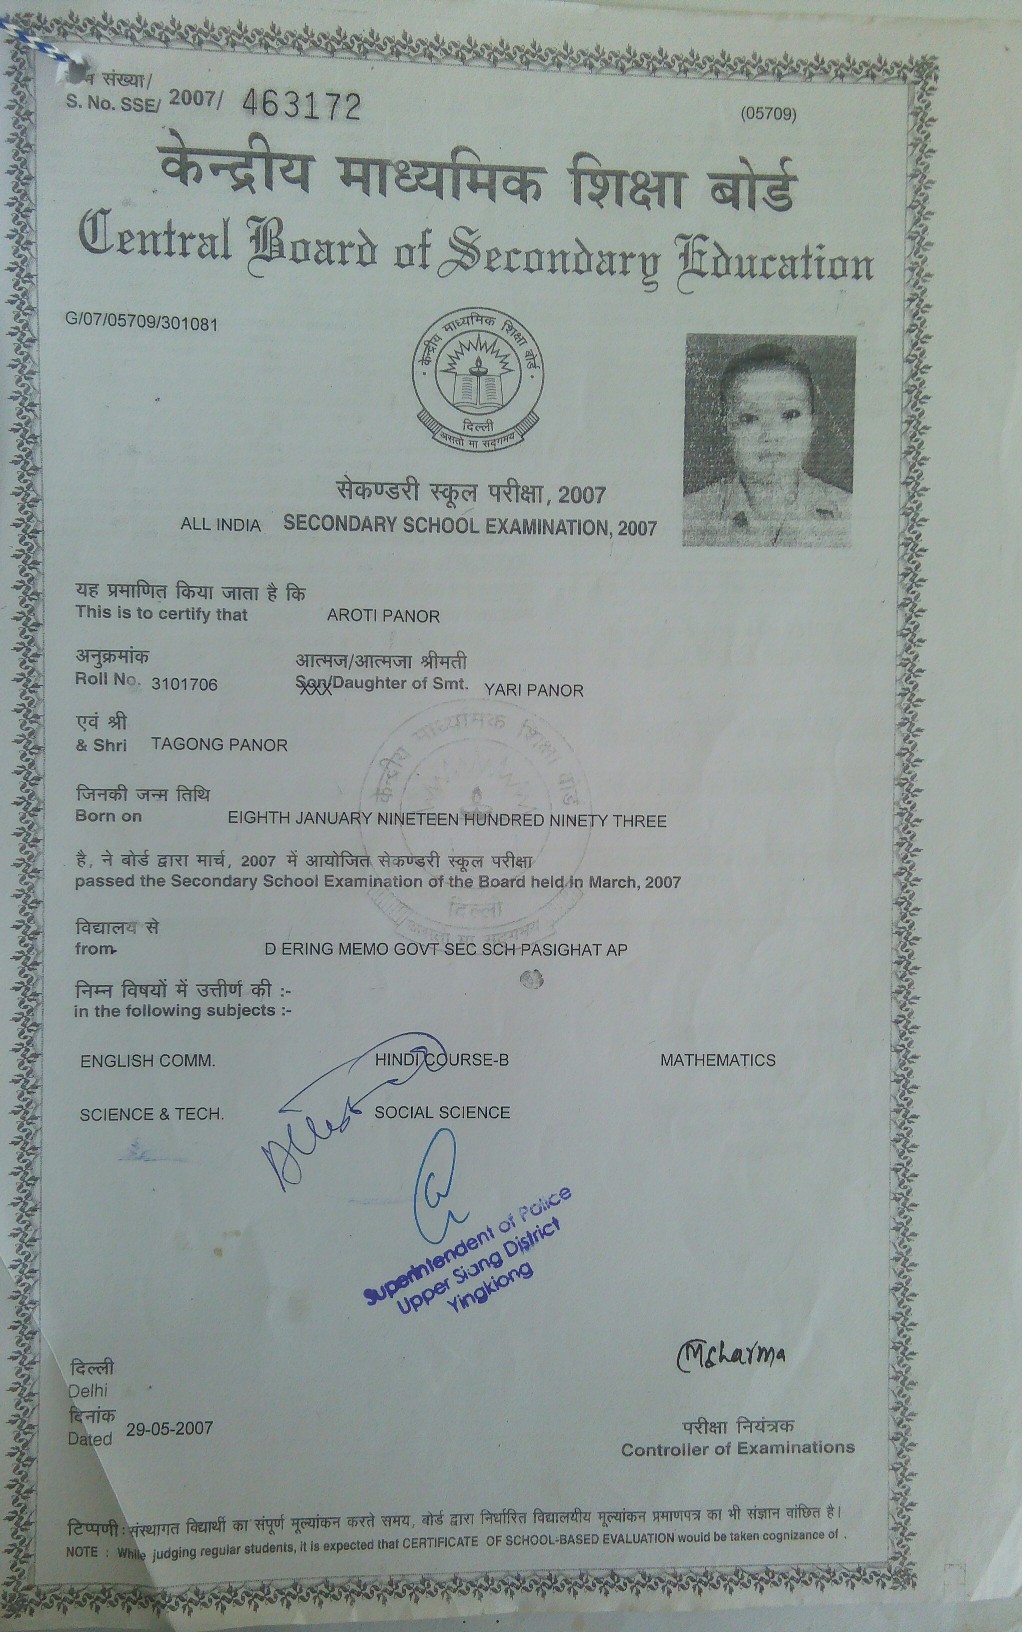 संख्या/
S. No. SSE/ 2007/ 463172
(05709)
केन्द्रीय माध्यमिक शिक्षा बोर्ड
Central Board of Secondary Education
G/07/05709/301081
केन्द्रीय माध्यमिक शिक्षा बोर्ड
दिल्ली
असतो मा सद्गमय
सेकण्डरी स्कूल परीक्षा, 2007
ALL INDIA SECONDARY SCHOOL EXAMINATION, 2007
यह प्रमाणित किया जाता है कि
This is to certify that AROTI PANOR
अनुक्रमांक आत्मज/आत्मजा श्रीमती
Roll No. 3101706 Son/Daughter of Smt. YARI PANOR
एवं श्री
& Shri TAGONG PANOR
केन्द्रीय माध्यमिक शिक्षा बोर्ड
जिनकी जन्म तिथि
Born on EIGHTH JANUARY NINETEEN HUNDRED NINETY THREE
है, ने बोर्ड द्वारा मार्च, 2007 में आयोजित सेकण्डरी स्कूल परीक्षा
passed the Secondary School Examination of the Board held in March, 2007
दिल्ली
असतो मा सद्गमय
विद्यालय से
from D ERING MEMO GOVT SEC SCH PASIGHAT AP
निम्न विषयों में उत्तीर्ण की :-
in the following subjects :-
ENGLISH COMM. HINDI COURSE-B MATHEMATICS
SCIENCE & TECH. SOCIAL SCIENCE
Superintendent of Police
Upper Siang District
Yingkiong
MSharma
दिल्ली
Delhi
दिनांक
Dated 29-05-2007
परीक्षा नियंत्रक
Controller of Examinations
टिप्पणी : संस्थागत विद्यार्थी का संपूर्ण मूल्यांकन करते समय, बोर्ड द्वारा निर्धारित विद्यालयीय मूल्यांकन प्रमाणपत्र का भी संज्ञान वांछित है।
NOTE : While judging regular students, it is expected that CERTIFICATE OF SCHOOL-BASED EVALUATION would be taken cognizance of .